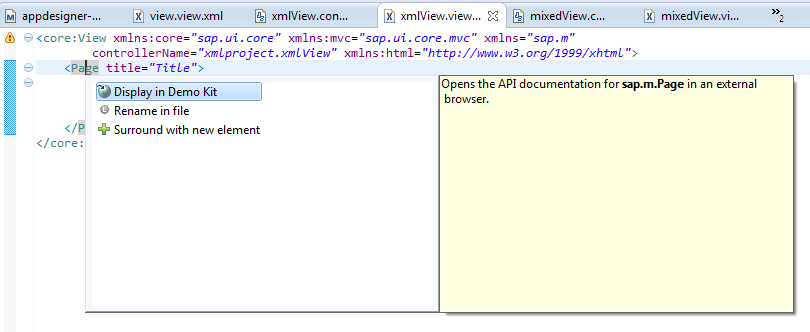 appdesigner-... view.view.xml xmlView.con... xmlView.view... mixedView.c... mixedView.vi... »2
<core:View xmlns:core="sap.ui.core" xmlns:mvc="sap.ui.core.mvc" xmlns="sap.m"
controllerName="xmlproject.xmlView" xmlns:html="http://www.w3.org/1999/xhtml">
<Page title="Title">
Display in Demo Kit
Rename in file
Surround with new element
Opens the API documentation for sap.m.Page in an external
browser.
</P
</core: